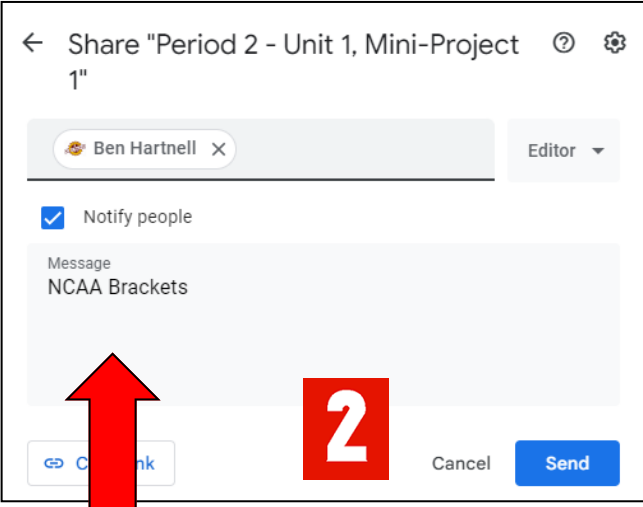 Share "Period 2 - Unit 1, Mini-Project
1"
Ben Hartnell
Editor
Notify people
Message
NCAA Brackets
2
Cancel
Send